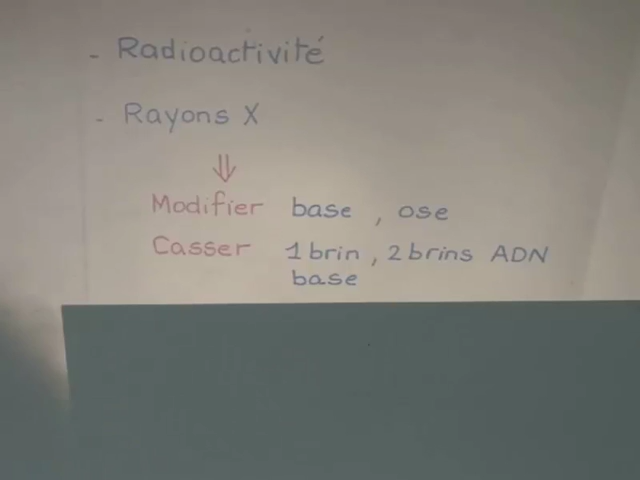 - Radioactivité
- Rayons X
⇓
Modifier base , ose
Casser 1 brin , 2 brins ADN
base